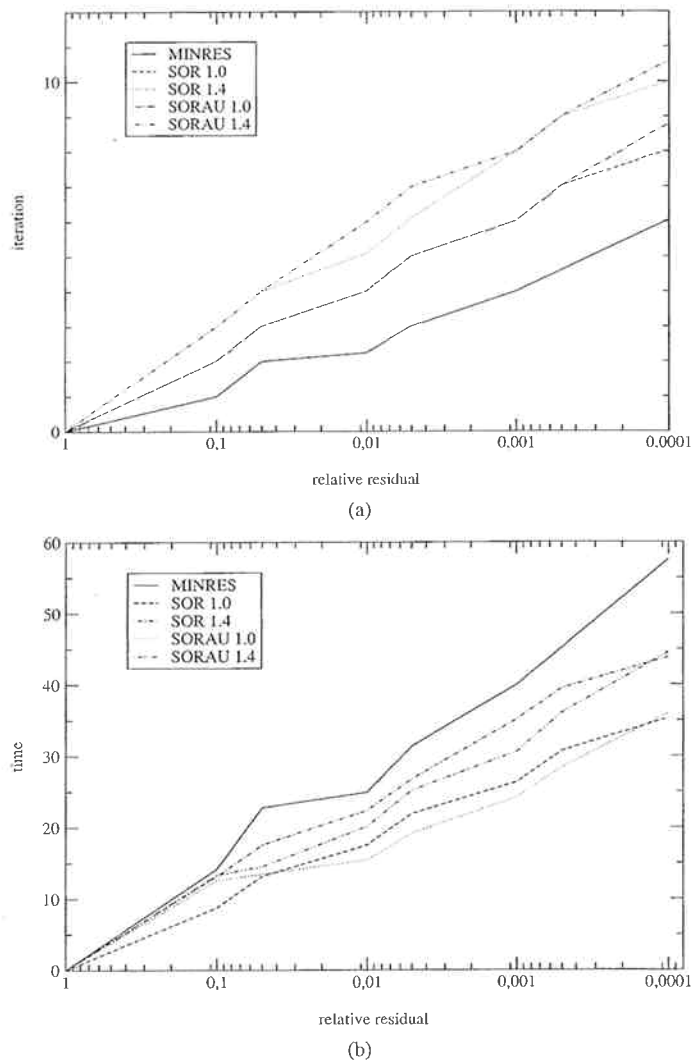 10
MINRES
SOR 1.0
SOR 1.4
SORAU 1.0
SORAU 1.4
iteration
0
1
0,1
0,01
0,001
0.0001
relative residual
(a)
60
50
40
30
20
10
0
MINRES
SOR 1.0
SOR 1.4
SORAU 1.0
SORAU 1.4
time
1
0,1
0,01
0,001
0,0001
relative residual
(b)